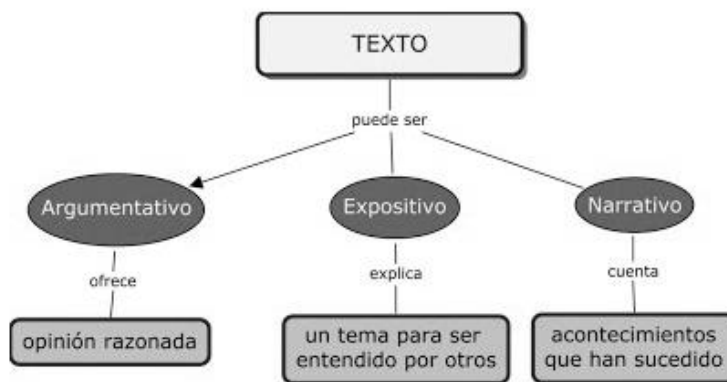 TEXTO
puede ser
Argumentativo
Expositivo
Narrativo
ofrece
explica
cuenta
opinión razonada
un tema para ser
entendido por otros
acontecimientos
que han sucedido